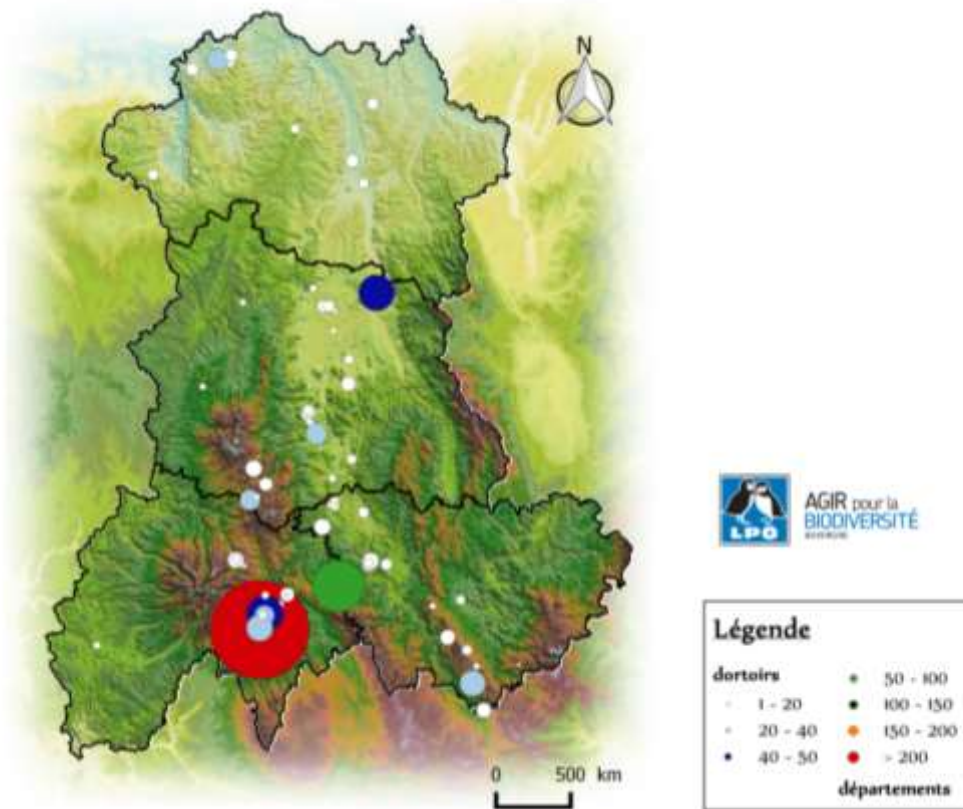 N
AGIR pour la
BIODIVERSITÉ
AUVERGNE
LPO
Légende
dortoirs
1 - 20
20 - 40
40 - 50
50 - 100
100 - 150
150 - 200
> 200
départements
0 500 km